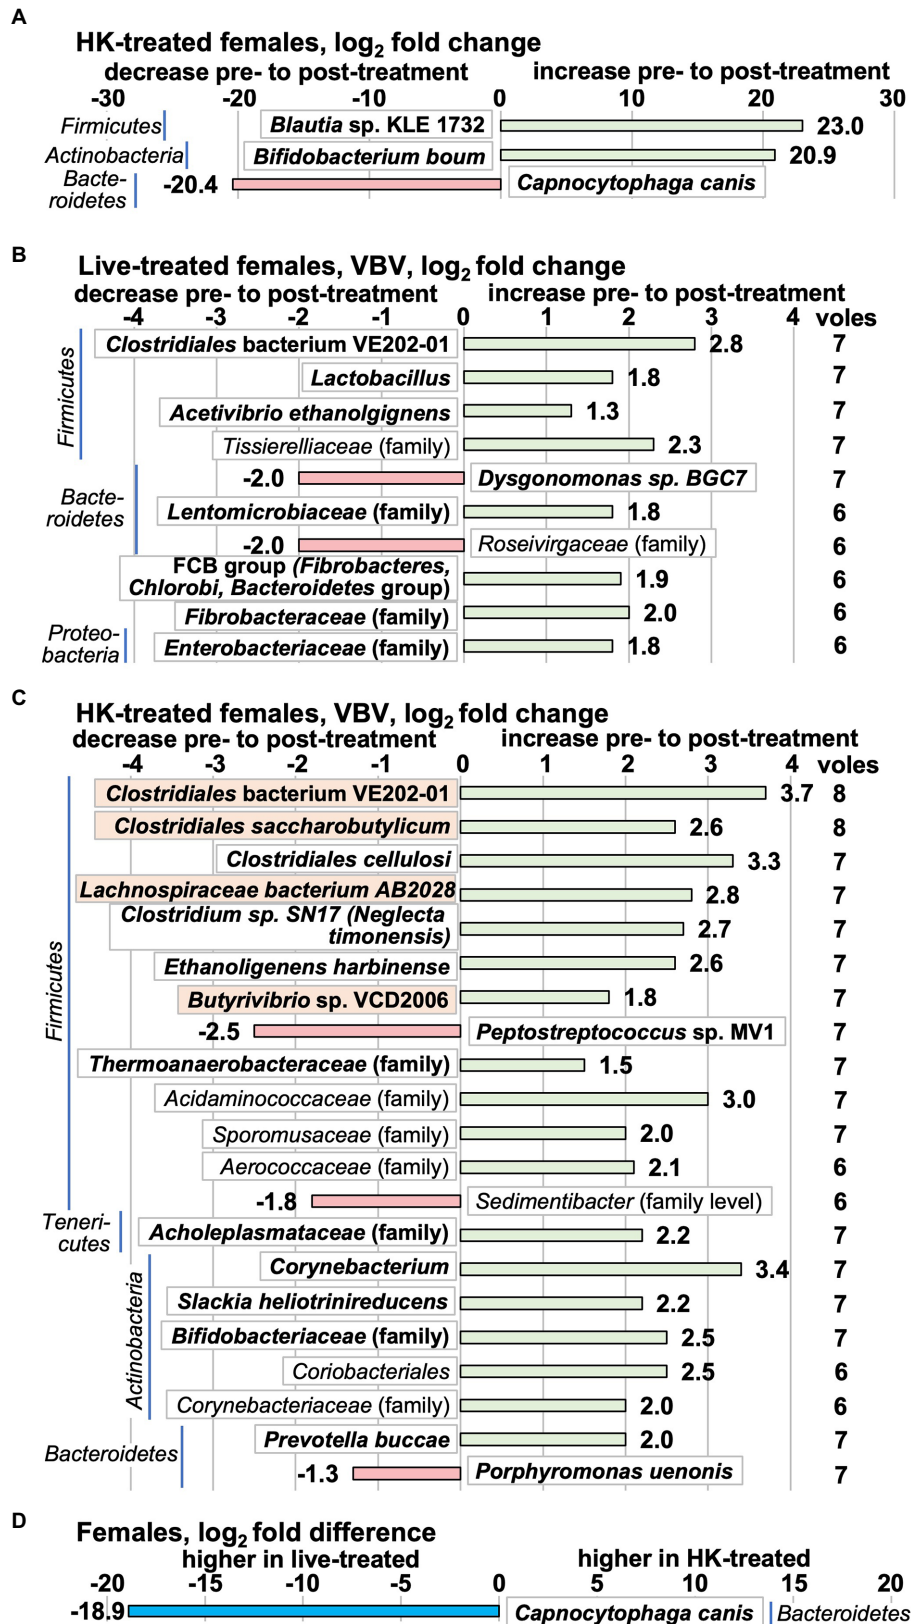 A
HK-treated females, log2 fold change
decrease pre- to post-treatment increase pre- to post-treatment
-30 -20 -10 0 10 20 30
Firmicutes Blautia sp. KLE 1732 23.0
Actinobacteria Bifidobacterium boum 20.9
Bacte-
roidetes -20.4 Capnocytophaga canis
B
Live-treated females, VBV, log2 fold change
decrease pre- to post-treatment increase pre- to post-treatment
-4 -3 -2 -1 0 1 2 3 4 voles
Firmicutes
Clostridiales bacterium VE202-01 2.8 7
Lactobacillus 1.8 7
Acetivibrio ethanolgignens 1.3 7
Tissierelliaceae (family) 2.3 7
Bacte-
roidetes
-2.0 Dysgonomonas sp. BGC7 7
Lentomicrobiaceae (family) 1.8 6
-2.0 Roseivirgaceae (family) 6
FCB group (Fibrobacteres,
Chlorobi, Bacteroidetes group) 1.9 6
Fibrobacteraceae (family) 2.0 6
Proteo-
bacteria
Enterobacteriaceae (family) 1.8 6
C
HK-treated females, VBV, log2 fold change
decrease pre- to post-treatment increase pre- to post-treatment
-4 -3 -2 -1 0 1 2 3 4 voles
Firmicutes
Clostridiales bacterium VE202-01 3.7 8
Clostridiales saccharobutylicum 2.6 8
Clostridiales cellulosi 3.3 7
Lachnospiraceae bacterium AB2028 2.8 7
Clostridium sp. SN17 (Neglecta
timonensis) 2.7 7
Ethanoligenens harbinense 2.6 7
Butyrivibrio sp. VCD2006 1.8 7
-2.5 Peptostreptococcus sp. MV1 7
Thermoanaerobacteraceae (family) 1.5 7
Acidaminococcaceae (family) 3.0 7
Sporomusaceae (family) 2.0 7
Aerococcaceae (family) 2.1 6
-1.8 Sedimentibacter (family level) 6
Teneri-
cutes
Acholeplasmataceae (family) 2.2 7
Actinobacteria
Corynebacterium 3.4 7
Slackia heliotrinireducens 2.2 7
Bifidobacteriaceae (family) 2.5 7
Coriobacteriales 2.5 6
Corynebacteriaceae (family) 2.0 6
Bacteroidetes
Prevotella buccae 2.0 7
-1.3 Porphyromonas uenonis 7
D
Females, log2 fold difference
higher in live-treated higher in HK-treated
-20 -15 -10 -5 0 5 10 15 20
-18.9 Capnocytophaga canis Bacteroidetes